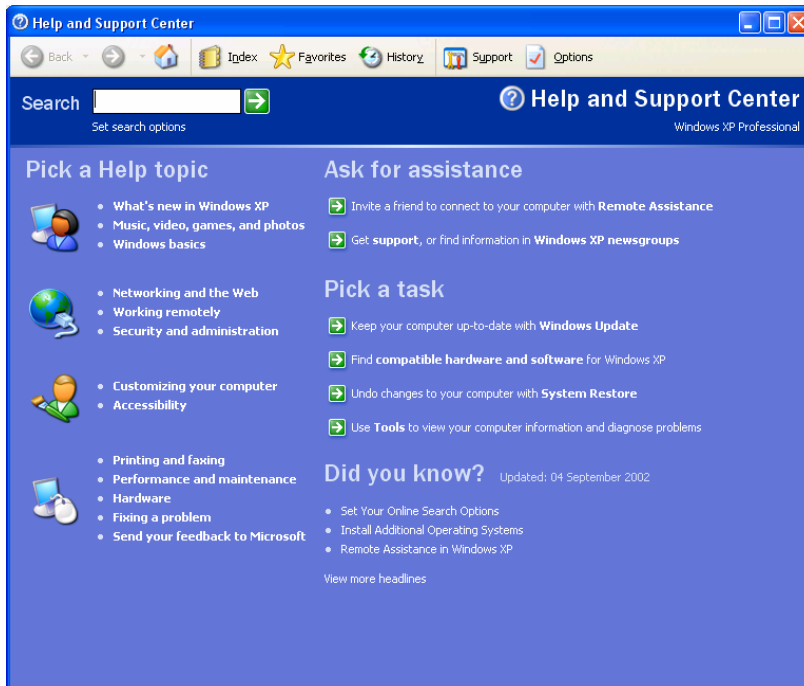 Help and Support Center
Back
Index
Favorites
History
Support
Options
Search
Set search options
Help and Support Center
Windows XP Professional
Pick a Help topic
What's new in Windows XP
Music, video, games, and photos
Windows basics
Networking and the Web
Working remotely
Security and administration
Customizing your computer
Accessibility
Printing and faxing
Performance and maintenance
Hardware
Fixing a problem
Send your feedback to Microsoft
Ask for assistance
Invite a friend to connect to your computer with Remote Assistance
Get support, or find information in Windows XP newsgroups
Pick a task
Keep your computer up-to-date with Windows Update
Find compatible hardware and software for Windows XP
Undo changes to your computer with System Restore
Use Tools to view your computer information and diagnose problems
Did you know? Updated: 04 September 2002
Set Your Online Search Options
Install Additional Operating Systems
Remote Assistance in Windows XP
View more headlines